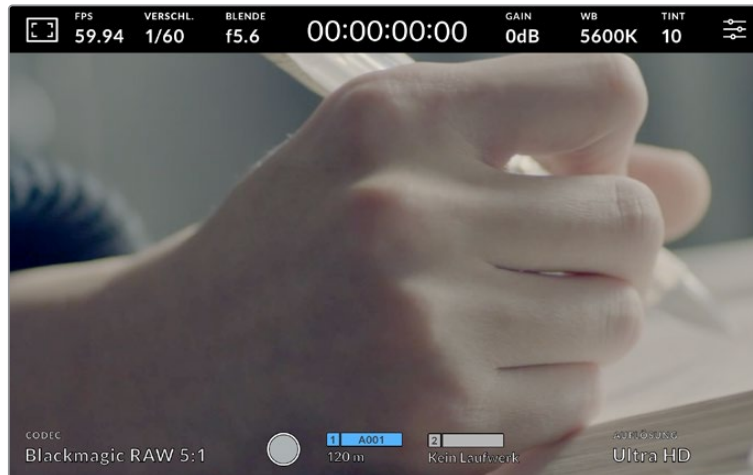 FPS VERSCHL. BLENDE GAIN WB TINT
59.94 1/60 f5.6 00:00:00:00 0dB 5600K 10
CODEC 1 A001 2 AUFLÖSUNG
Blackmagic RAW 5:1 120 m Kein Laufwerk Ultra HD